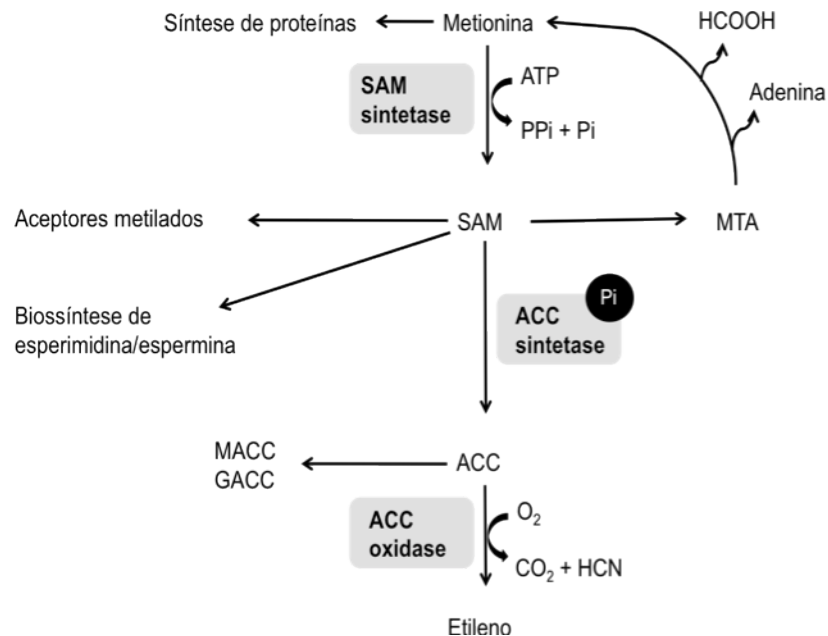 Síntese de proteínas
Metionina
HCOOH
SAM
sintetase
ATP
PPi + Pi
Adenina
Aceptores metilados
SAM
MTA
Biossíntese de
esperimidina/espermina
ACC
sintetase
Pi
MACC
GACC
ACC
ACC
oxidase
O₂
CO₂ + HCN
Etileno